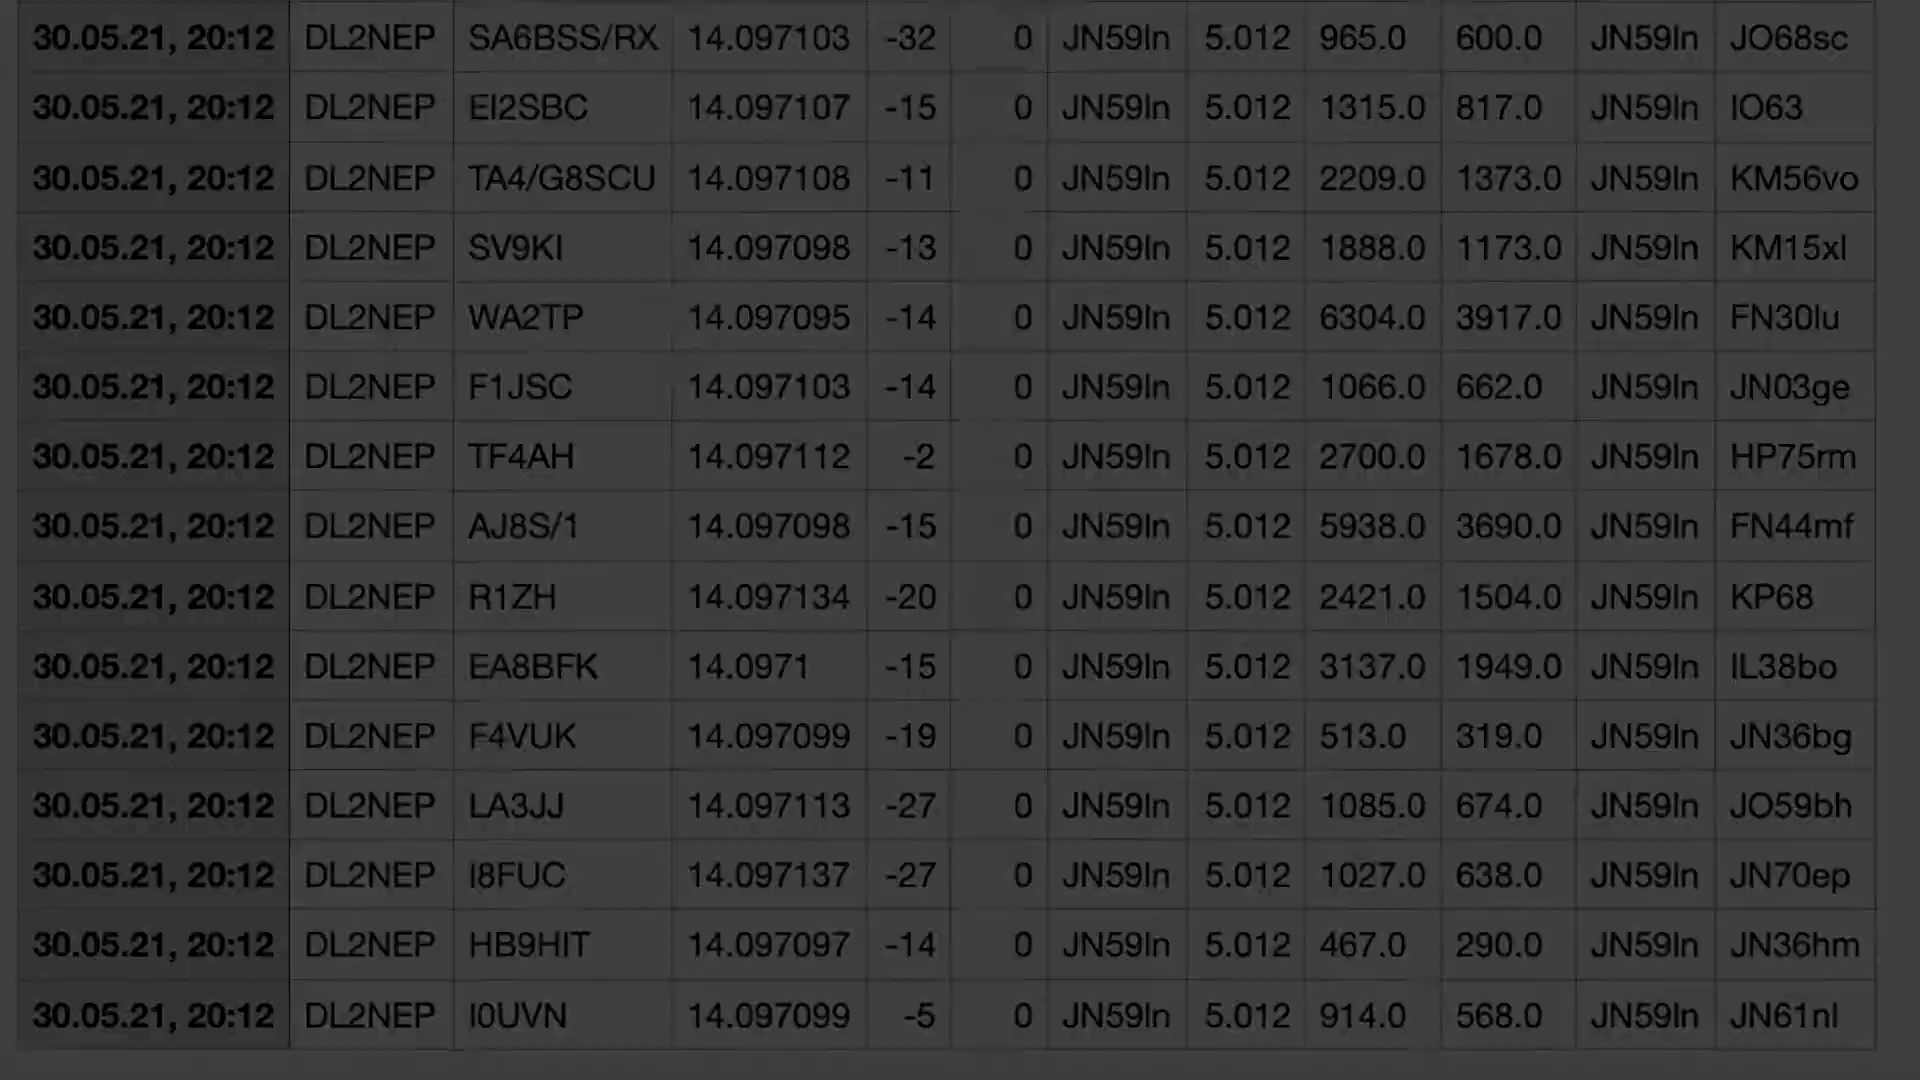 30.05.21, 20:12 DL2NEP SA6BSS/RX 14.097103 -32 0 JN59ln 5.012 965.0 600.0 JN59ln JO68sc
30.05.21, 20:12 DL2NEP EI2SBC 14.097107 -15 0 JN59ln 5.012 1315.0 817.0 JN59ln IO63
30.05.21, 20:12 DL2NEP TA4/G8SCU 14.097108 -11 0 JN59ln 5.012 2209.0 1373.0 JN59ln KM56vo
30.05.21, 20:12 DL2NEP SV9KI 14.097098 -13 0 JN59ln 5.012 1888.0 1173.0 JN59ln KM15xl
30.05.21, 20:12 DL2NEP WA2TP 14.097095 -14 0 JN59ln 5.012 6304.0 3917.0 JN59ln FN30lu
30.05.21, 20:12 DL2NEP F1JSC 14.097103 -14 0 JN59ln 5.012 1066.0 662.0 JN59ln JN03ge
30.05.21, 20:12 DL2NEP TF4AH 14.097112 -2 0 JN59ln 5.012 2700.0 1678.0 JN59ln HP75rm
30.05.21, 20:12 DL2NEP AJ8S/1 14.097098 -15 0 JN59ln 5.012 5938.0 3690.0 JN59ln FN44mf
30.05.21, 20:12 DL2NEP R1ZH 14.097134 -20 0 JN59ln 5.012 2421.0 1504.0 JN59ln KP68
30.05.21, 20:12 DL2NEP EA8BFK 14.0971 -15 0 JN59ln 5.012 3137.0 1949.0 JN59ln IL38bo
30.05.21, 20:12 DL2NEP F4VUK 14.097099 -19 0 JN59ln 5.012 513.0 319.0 JN59ln JN36bg
30.05.21, 20:12 DL2NEP LA3JJ 14.097113 -27 0 JN59ln 5.012 1085.0 674.0 JN59ln JO59bh
30.05.21, 20:12 DL2NEP I8FUC 14.097137 -27 0 JN59ln 5.012 1027.0 638.0 JN59ln JN70ep
30.05.21, 20:12 DL2NEP HB9HIT 14.097097 -14 0 JN59ln 5.012 467.0 290.0 JN59ln JN36hm
30.05.21, 20:12 DL2NEP I0UVN 14.097099 -5 0 JN59ln 5.012 914.0 568.0 JN59ln JN61nl